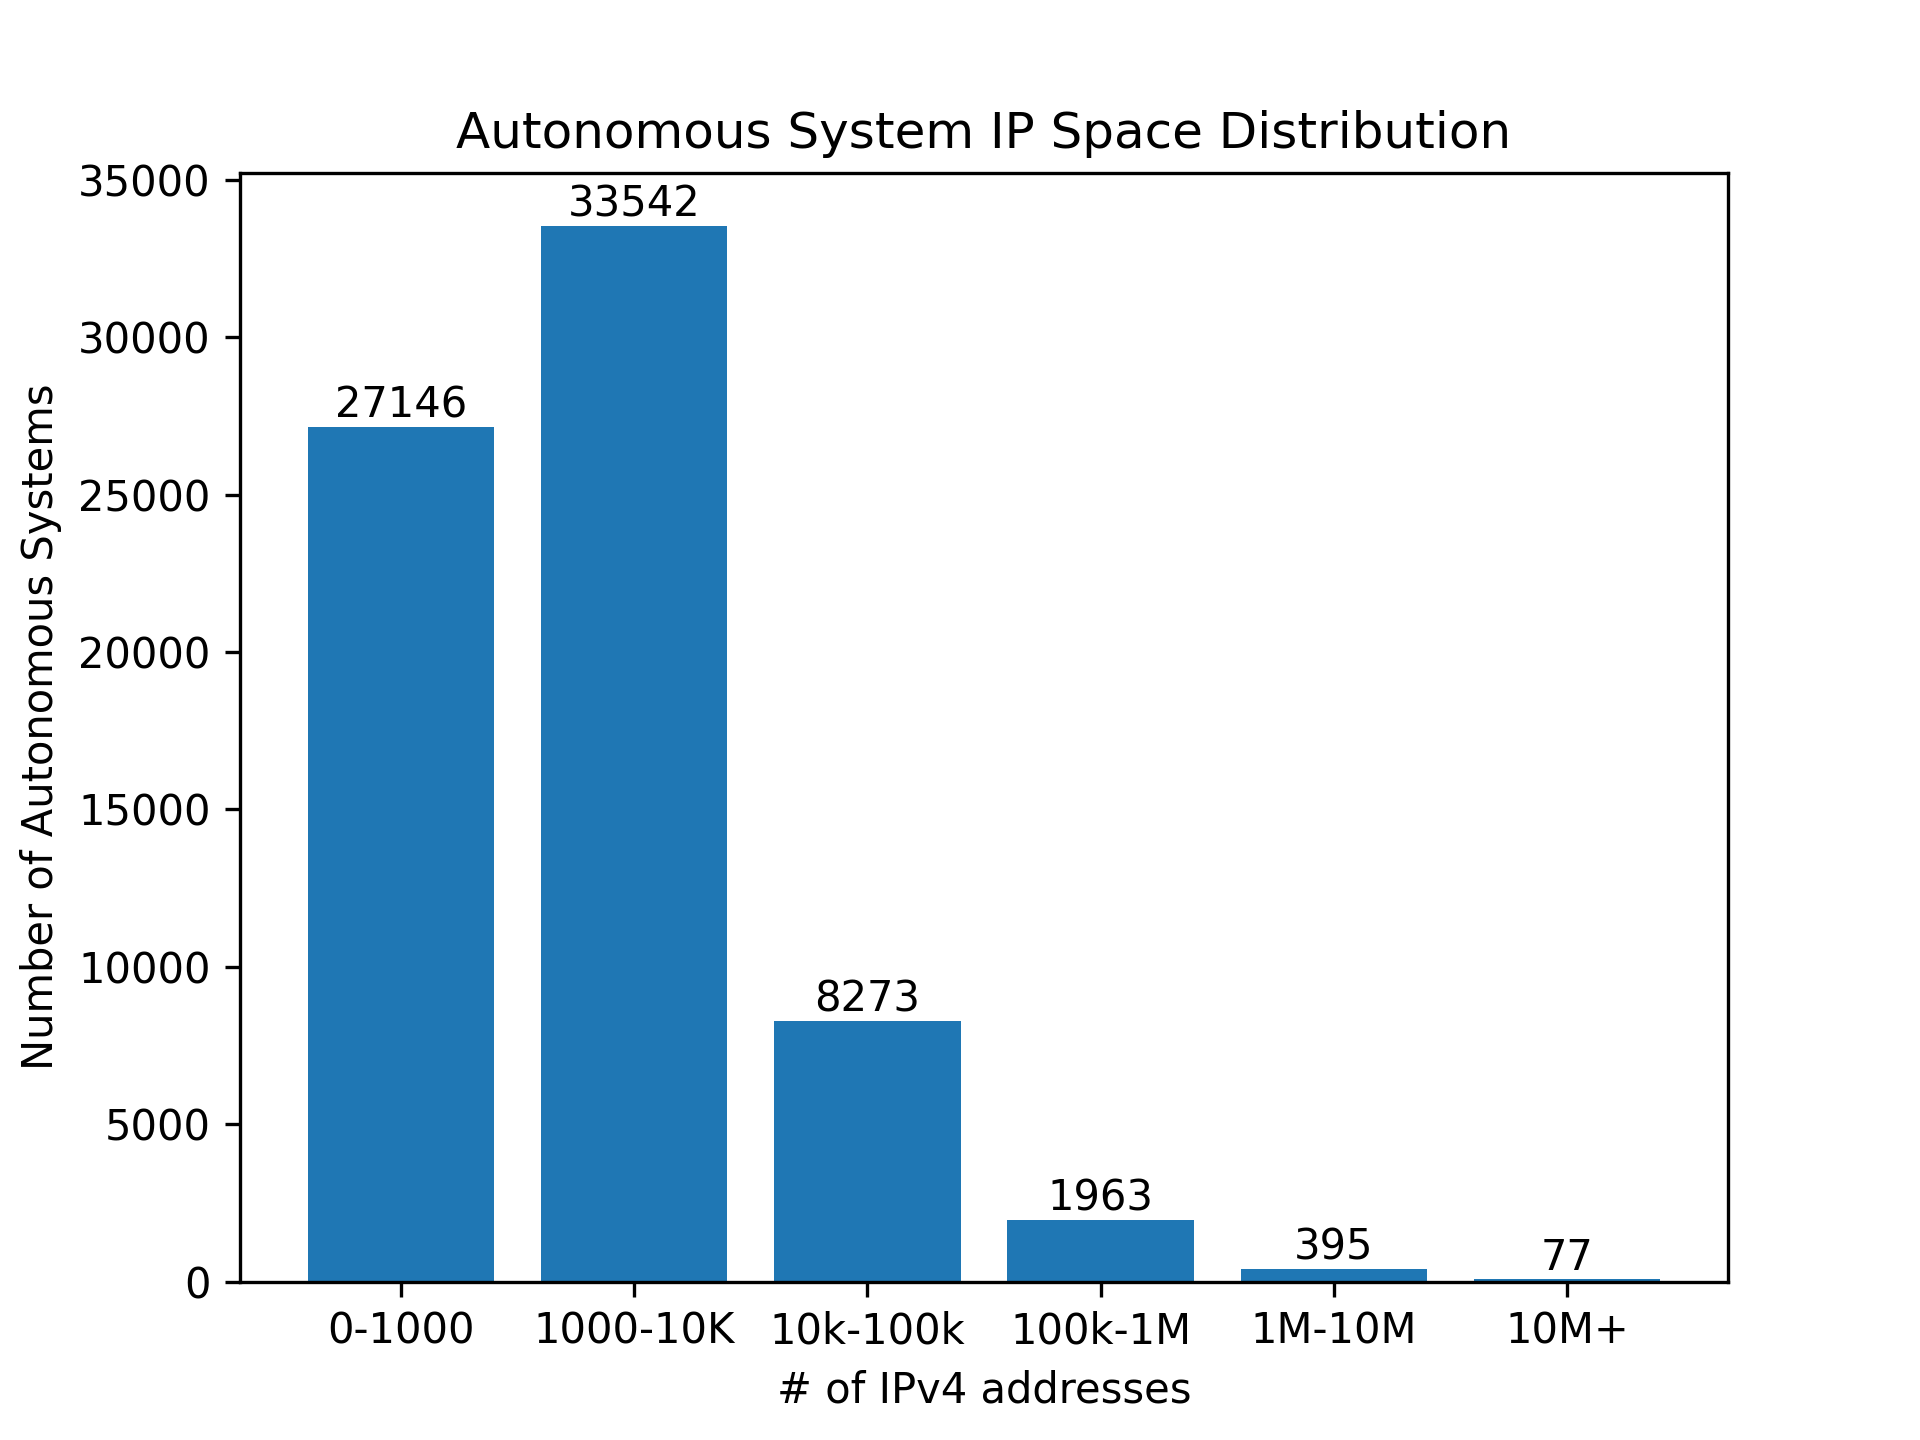 Autonomous System IP Space Distribution
Number of Autonomous Systems
35000
30000
25000
20000
15000
10000
5000
0
27146
33542
8273
1963
395
77
0-1000
1000-10K
10k-100k
100k-1M
1M-10M
10M+
# of IPv4 addresses